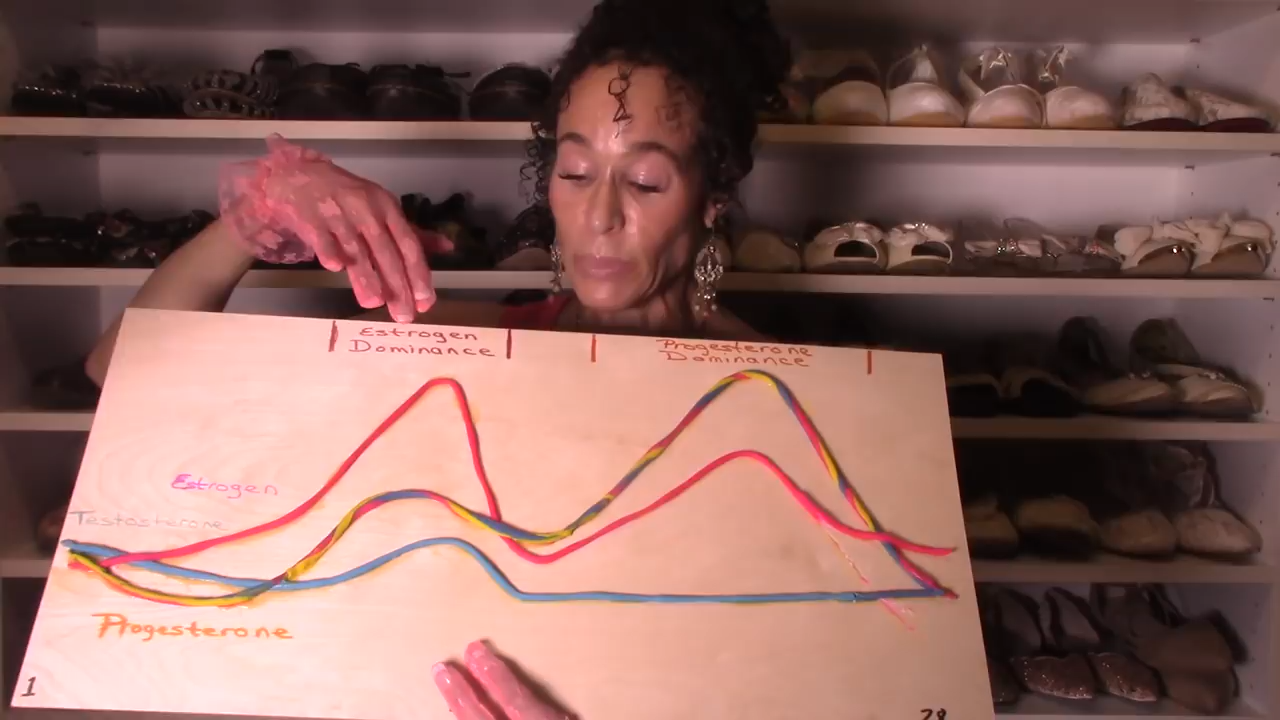 Estrogen
Dominance
Progesterone
Dominance
Estrogen
Testosterone
Progesterone
1
28